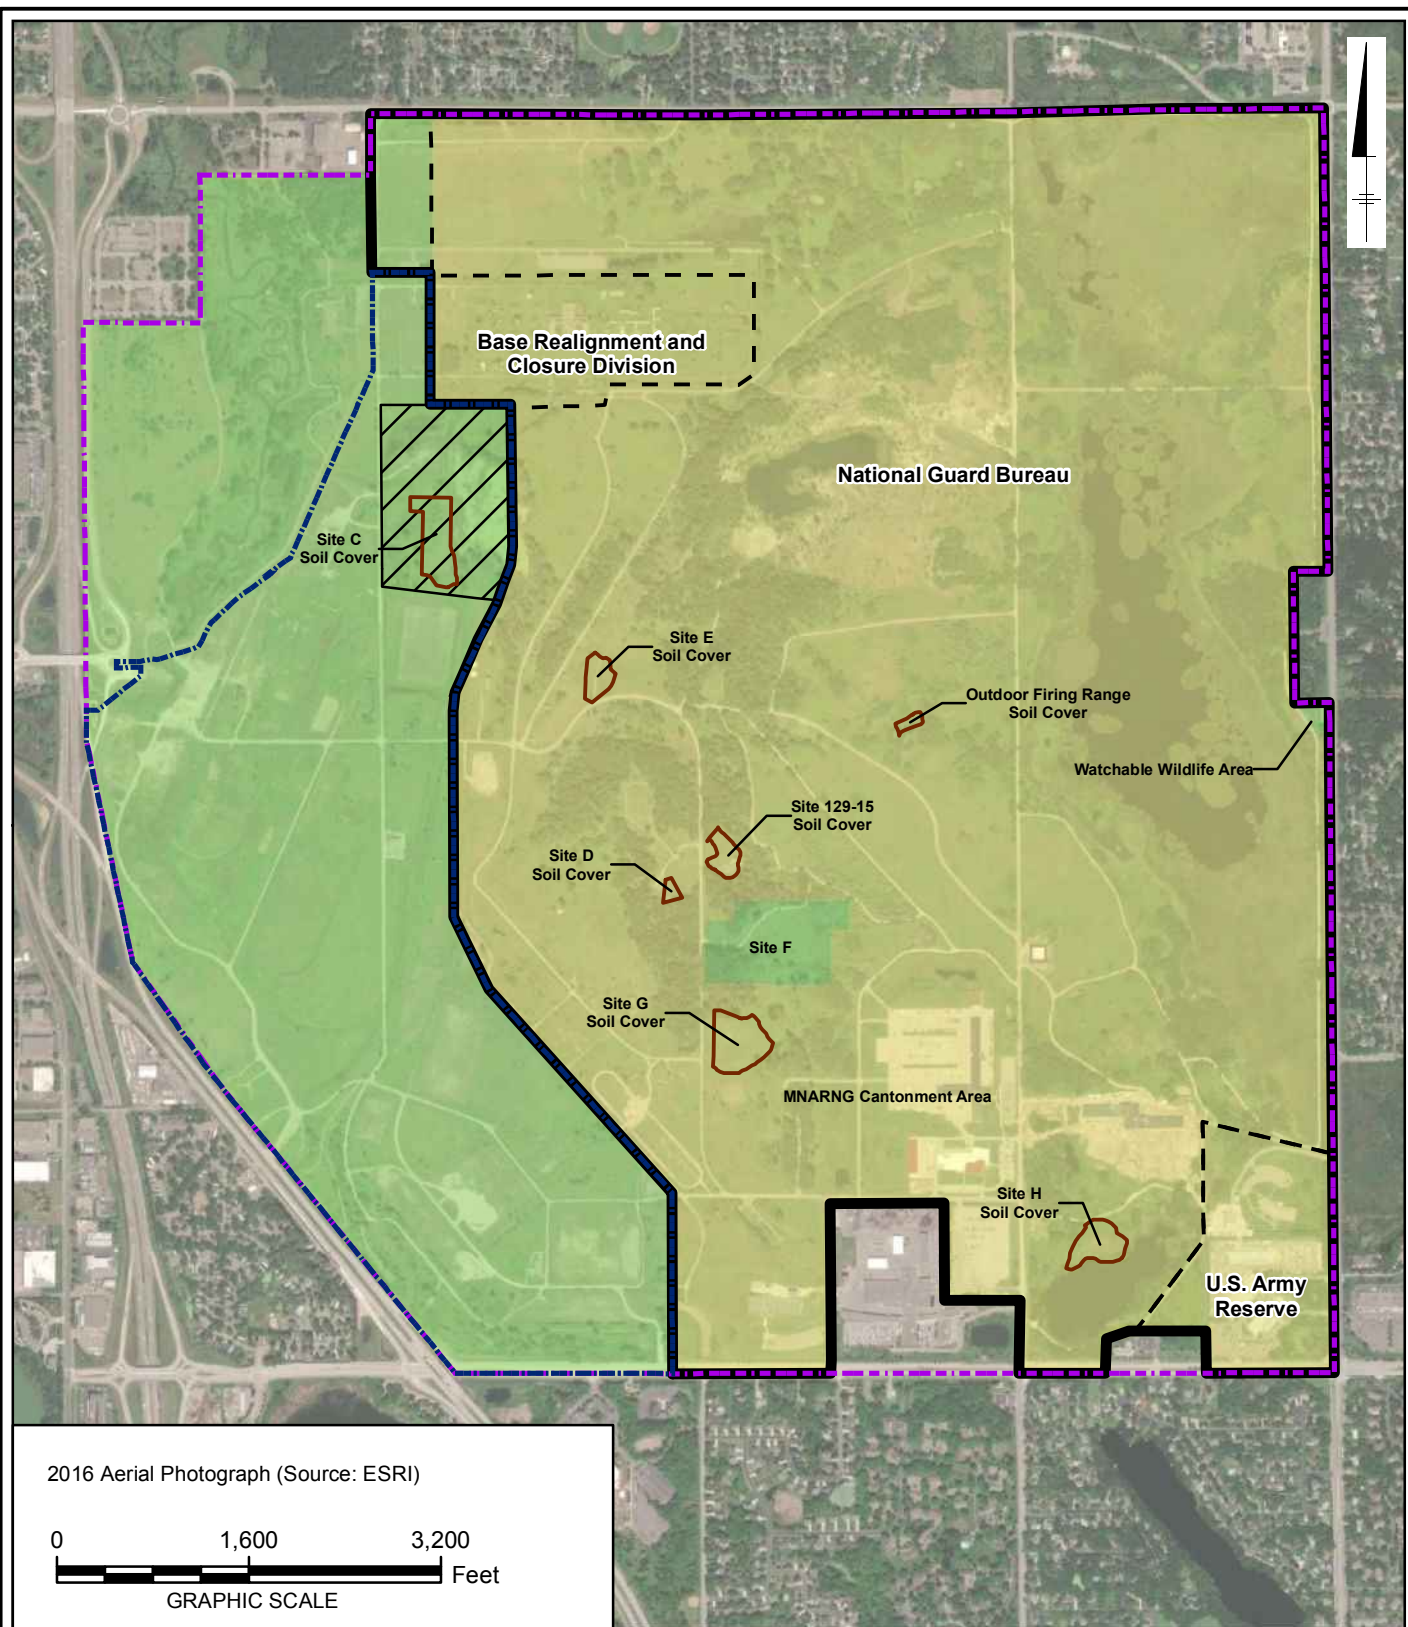 Base Realignment and
Closure Division
National Guard Bureau
Site C
Soil Cover
Site E
Soil Cover
Outdoor Firing Range
Soil Cover
Watchable Wildlife Area
Site 129-15
Soil Cover
Site D
Soil Cover
Site F
Site G
Soil Cover
MNARNG Cantonment Area
Site H
Soil Cover
U.S. Army
Reserve
2016 Aerial Photograph (Source: ESRI)
0 1,600 3,200
Feet
GRAPHIC SCALE